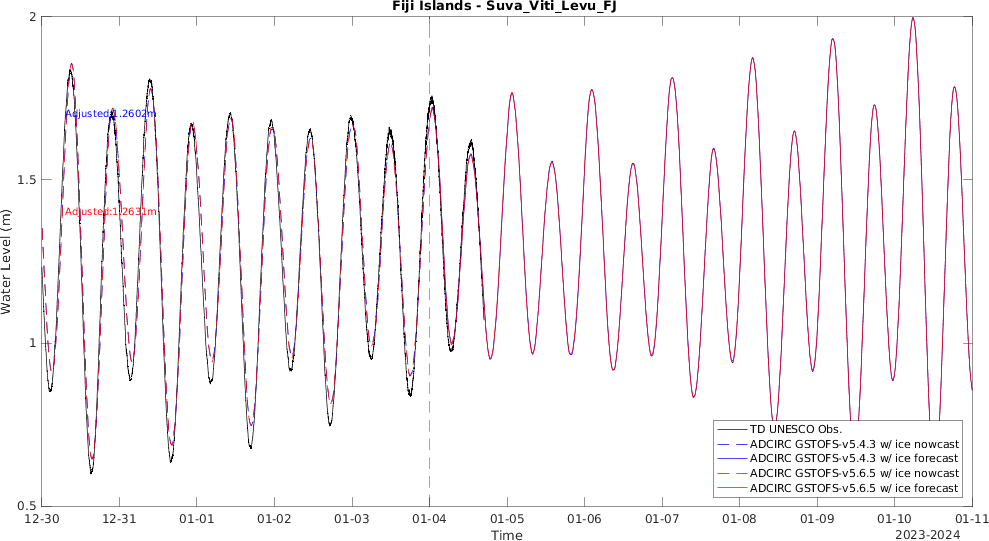 Fiji Islands - Suva_Viti_Levu_FJ
2
1.5
1
0.5
Water Level (m)
Adjusted:1.2602m
Adjusted:1.2631m
TD UNESCO Obs.
ADCIRC GSTOFS-v5.4.3 w/ ice nowcast
ADCIRC GSTOFS-v5.4.3 w/ ice forecast
ADCIRC GSTOFS-v5.6.5 w/ ice nowcast
ADCIRC GSTOFS-v5.6.5 w/ ice forecast
12-30 12-31 01-01 01-02 01-03 01-04 01-05 01-06 01-07 01-08 01-09 01-10 01-11
Time
2023-2024